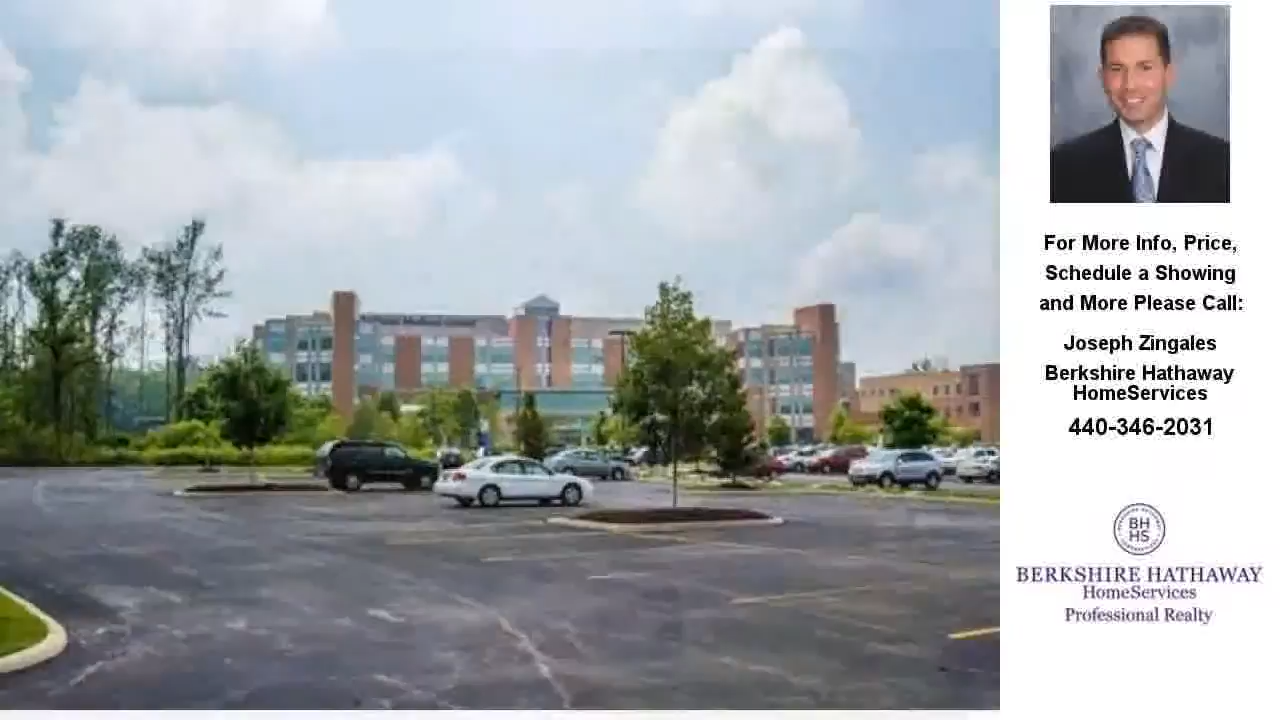 For More Info, Price,
Schedule a Showing
and More Please Call:
Joseph Zingales
Berkshire Hathaway
HomeServices
440-346-2031
BH
HS
BERKSHIRE HATHAWAY
HomeServices
Professional Realty